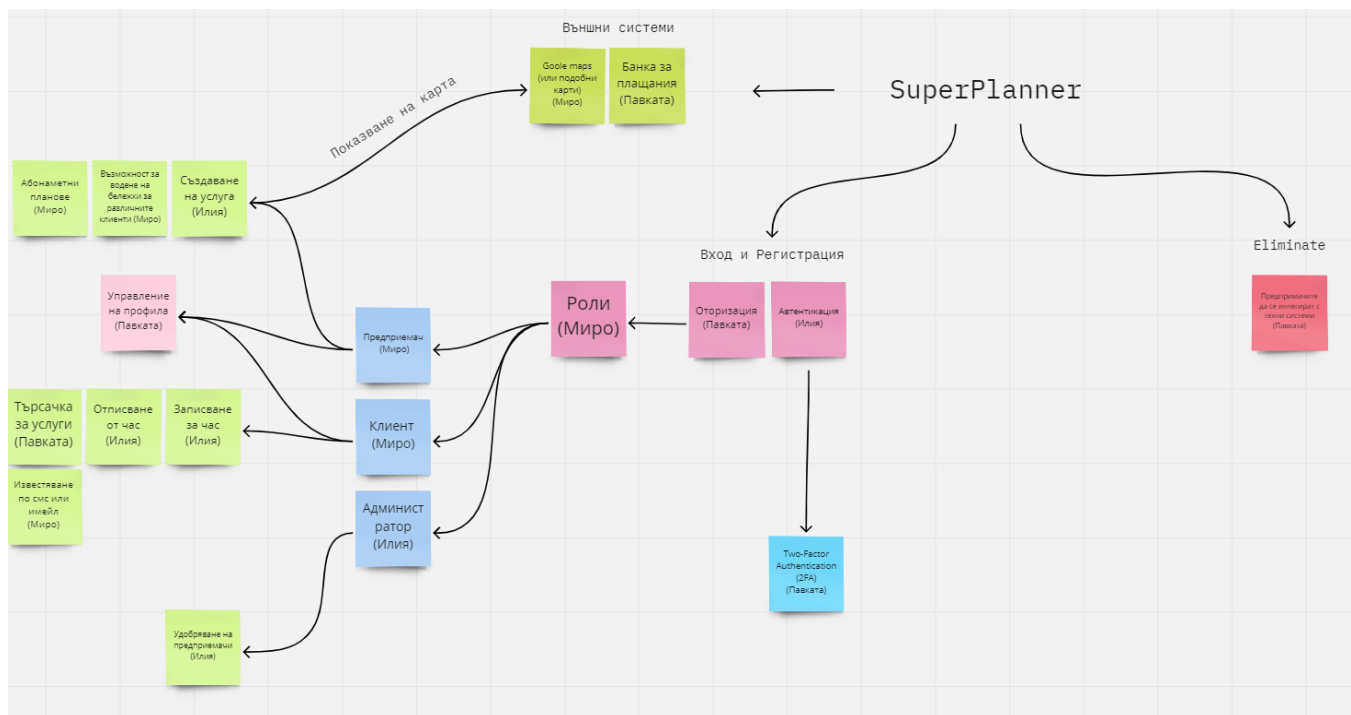 Външни системи
Goole maps
(или подобни
карти)
(Миро)
Банка за
плащания
(Павката)
SuperPlanner
Показване на карта
Абонаметни
планове
(Миро)
Възможност за
водене на
бележки за
различните
клиенти (Миро)
Създаване
на услуга
(Илия)
Вход и Регистрация
Eliminate
Управление
на профила
(Павката)
Предприемач
(Миро)
Роли
(Миро)
Оторизация
(Павката)
Автентикация
(Илия)
Предпримачите
да се интегират с
техни системи
(Павката)
Търсачка
за услуги
(Павката)
Отписване
от час
(Илия)
Записване
за час
(Илия)
Клиент
(Миро)
Известяване
по смс или
имейл
(Миро)
Админист
ратор
(Илия)
Two-Factor
Authentication
(2FA)
(Павката)
Удобряване на
предприемачи
(Илия)